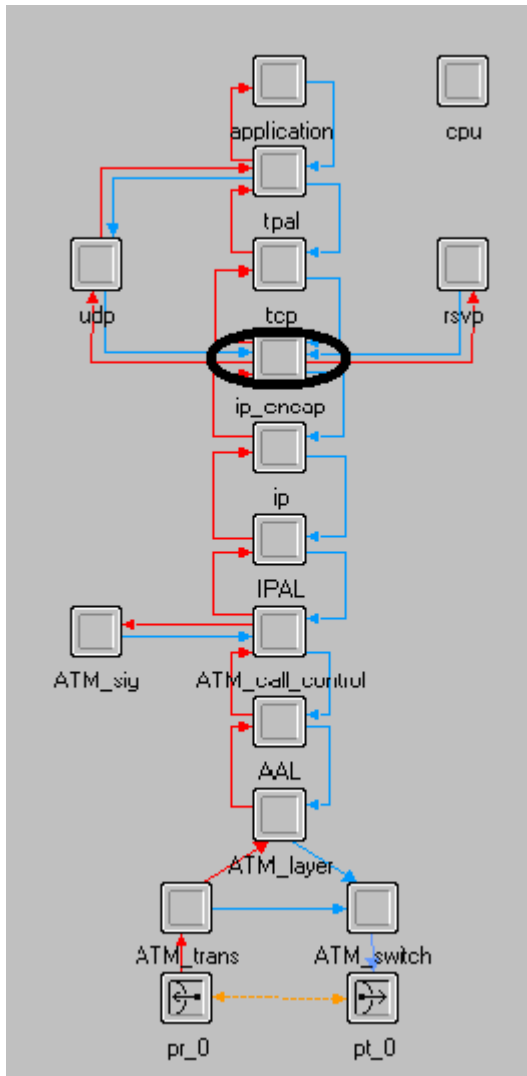 application
cpu
tpal
udp
tcp
rsvp
ip_encap
ip
IPAL
ATM_sig
ATM_call_control
AAL
ATM_layer
ATM_trans
ATM_switch
pr_0
pt_0